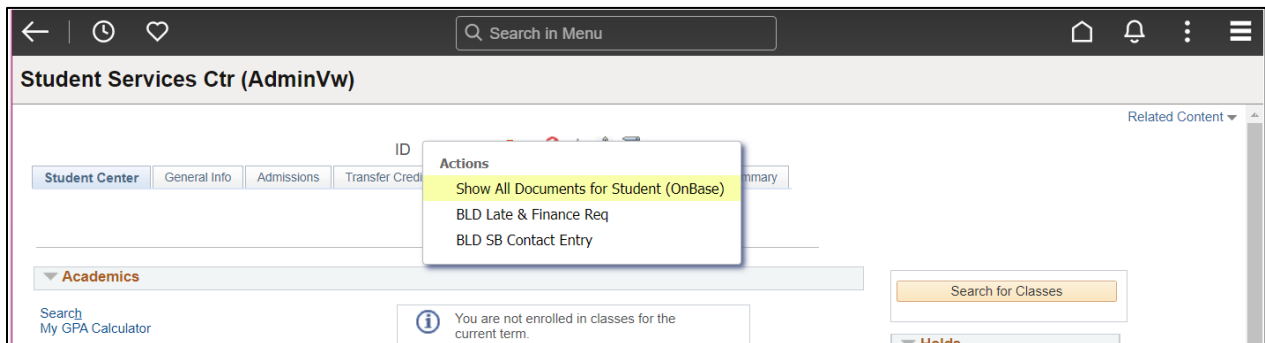 Search in Menu
Student Services Ctr (AdminVw)
Related Content
ID
Actions
Student Center General Info Admissions Transfer Credi mmary
Show All Documents for Student (OnBase)
BLD Late & Finance Req
BLD SB Contact Entry
Academics
Search for Classes
Search
My GPA Calculator
You are not enrolled in classes for the
current term.
Holds